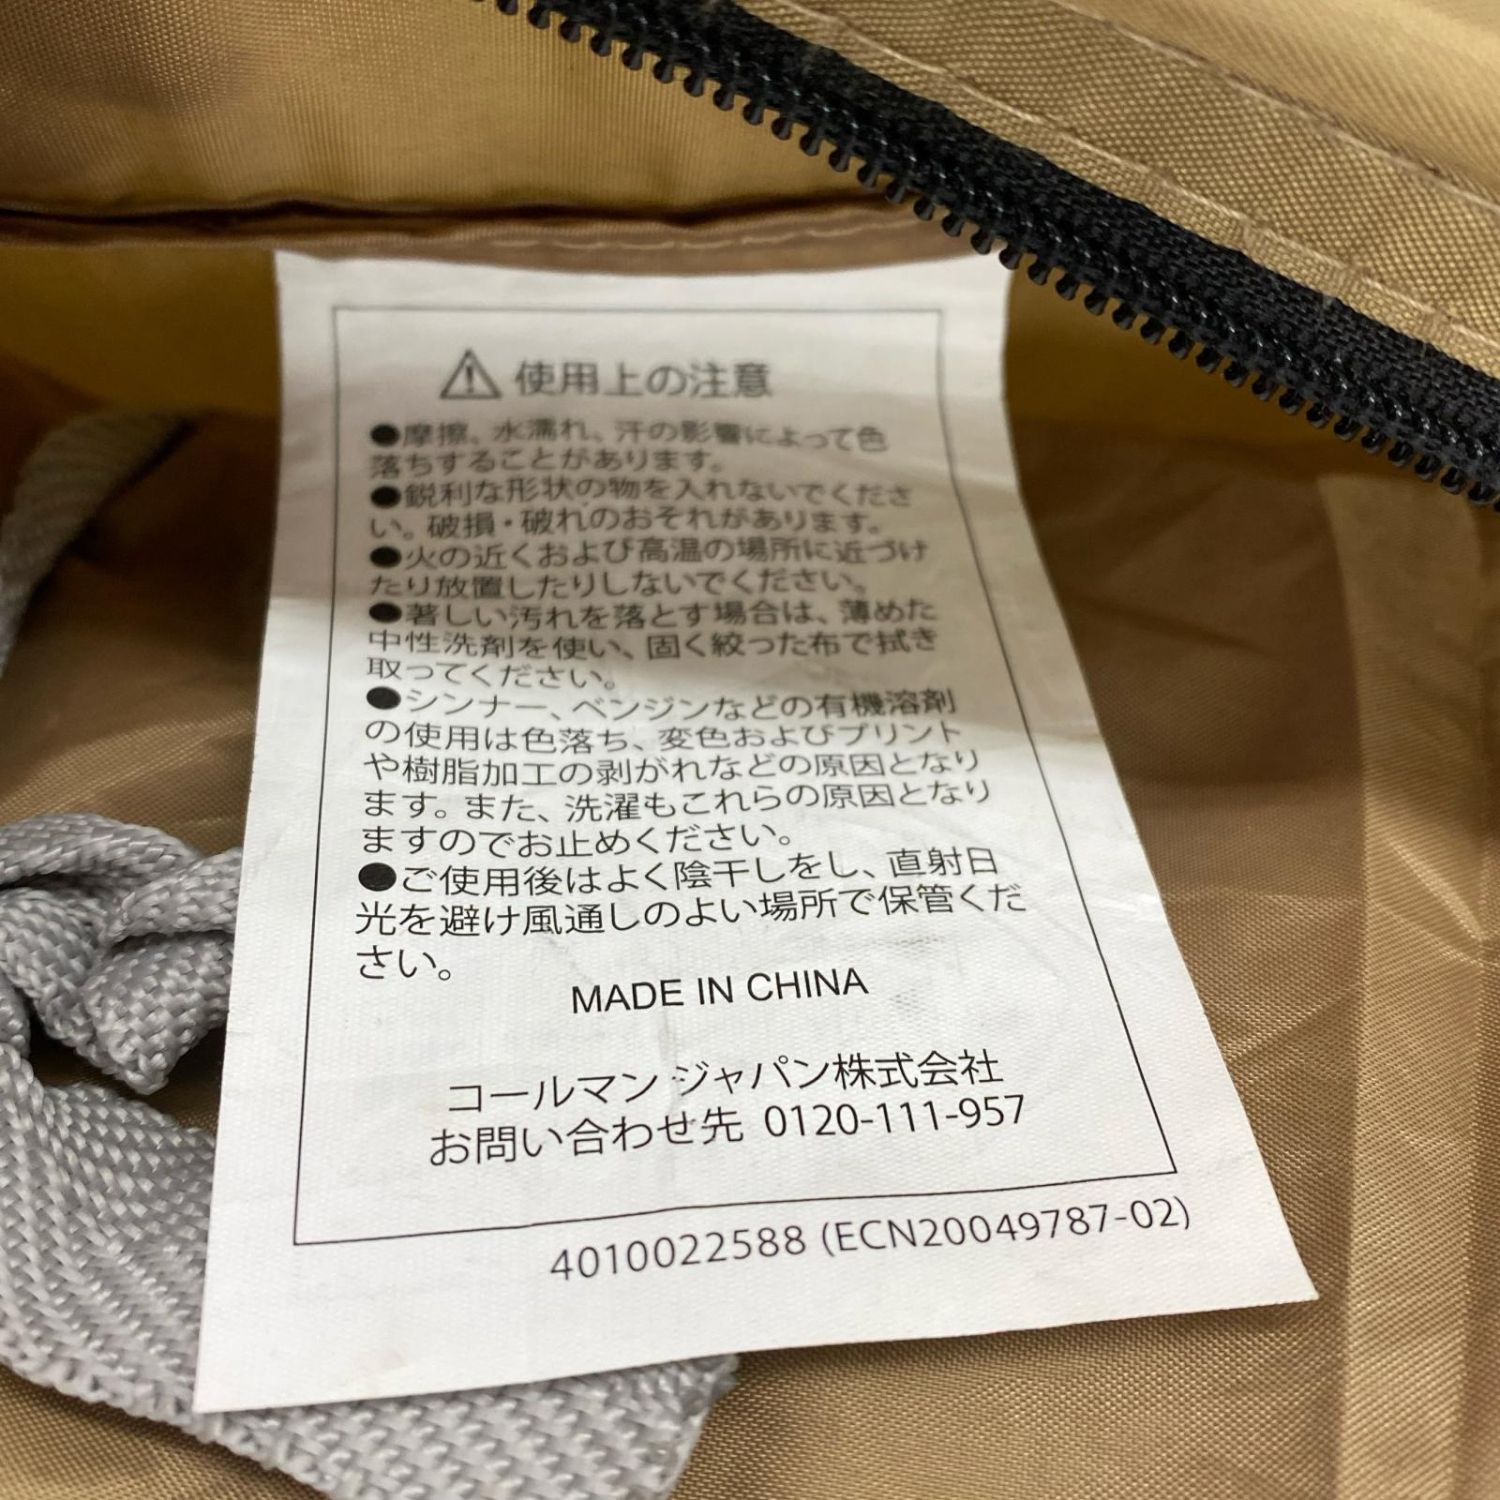 ⚠使用上の注意
●摩擦、水濡れ、汗の影響によって色
落ちすることがあります。
●鋭利な形状の物を入れないでくださ
い。破損・破れのおそれがあります。
●火の近くおよび高温の場所に近づけ
たり放置したりしないでください。
●著しい汚れを落とす場合は、薄めた
中性洗剤を使い、固く絞った布で拭き
取ってください。
●シンナー、ベンジンなどの有機溶剤
の使用は色落ち、変色およびプリント
や樹脂加工の剥がれなどの原因となり
ます。また、洗濯もこれらの原因となり
ますのでお止めください。
●ご使用後はよく陰干しをし、直射日
光を避け風通しのよい場所で保管くだ
さい。
MADE IN CHINA
コールマン ジャパン株式会社
お問い合わせ先 0120-111-957
4010022588 (ECN20049787-02)